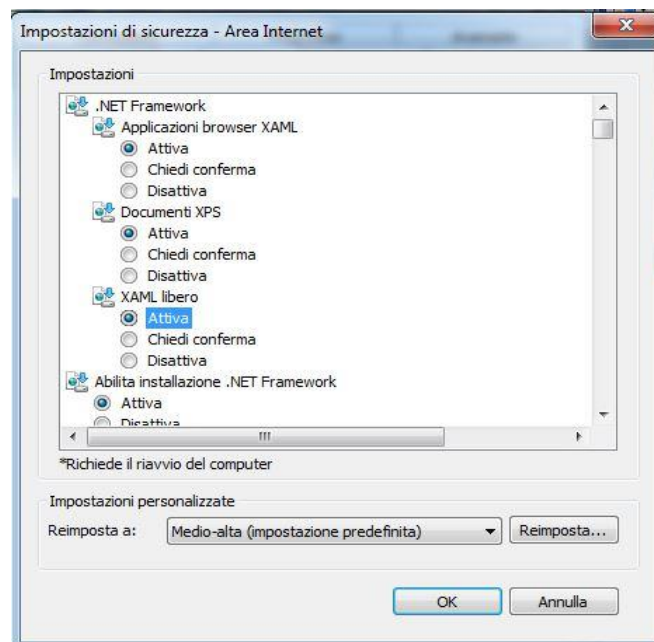 Impostazioni di sicurezza - Area Internet
Impostazioni
.NET Framework
Applicazioni browser XAML
Attiva
Chiedi conferma
Disattiva
Documenti XPS
Attiva
Chiedi conferma
Disattiva
XAML libero
Attiva
Chiedi conferma
Disattiva
Abilita installazione .NET Framework
Attiva
Disattiva
*Richiede il riavvio del computer
Impostazioni personalizzate
Reimposta a: Medio-alta (impostazione predefinita) Reimposta...
OK Annulla